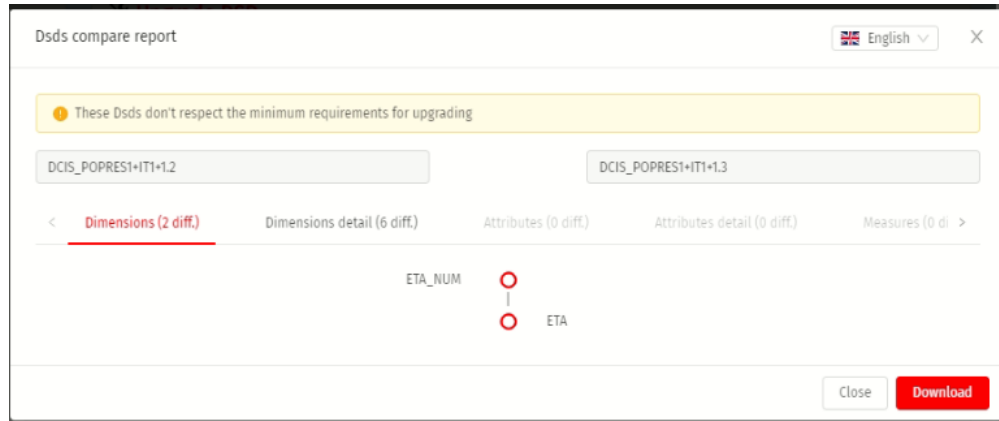 Dsds compare report
English
These Dsds don't respect the minimum requirements for upgrading
DCIS_POPRES1+IT1+1.2
DCIS_POPRES1+IT1+1.3
< Dimensions (2 diff.) Dimensions detail (6 diff.) Attributes (0 diff.) Attributes detail (0 diff.) Measures (0 di >
ETA_NUM
ETA
Close Download